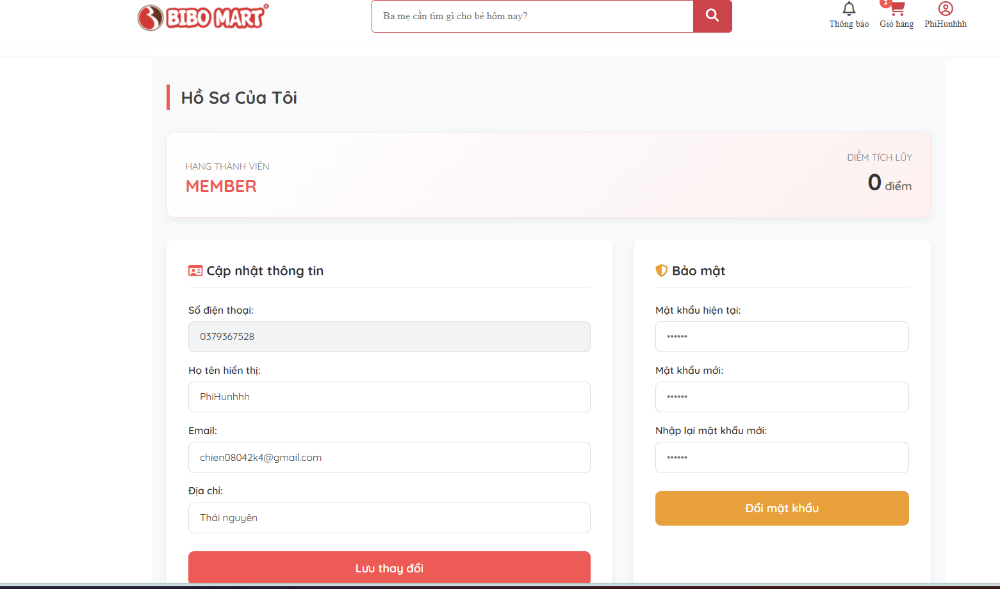 BIBO MART
Ba mẹ cần tìm gì cho bé hôm nay?
2
Thông báo
Giỏ hàng
PhiHunhhh
Hồ Sơ Của Tôi
HẠNG THÀNH VIÊN
MEMBER
ĐIỂM TÍCH LŨY
0 điểm
Cập nhật thông tin
Số điện thoại:
0379367528
Họ tên hiển thị:
PhiHunhhh
Email:
chien08042k4@gmail.com
Địa chỉ:
Thái nguyên
Lưu thay đổi
Bảo mật
Mật khẩu hiện tại:
••••••
Mật khẩu mới:
••••••
Nhập lại mật khẩu mới:
••••••
Đổi mật khẩu